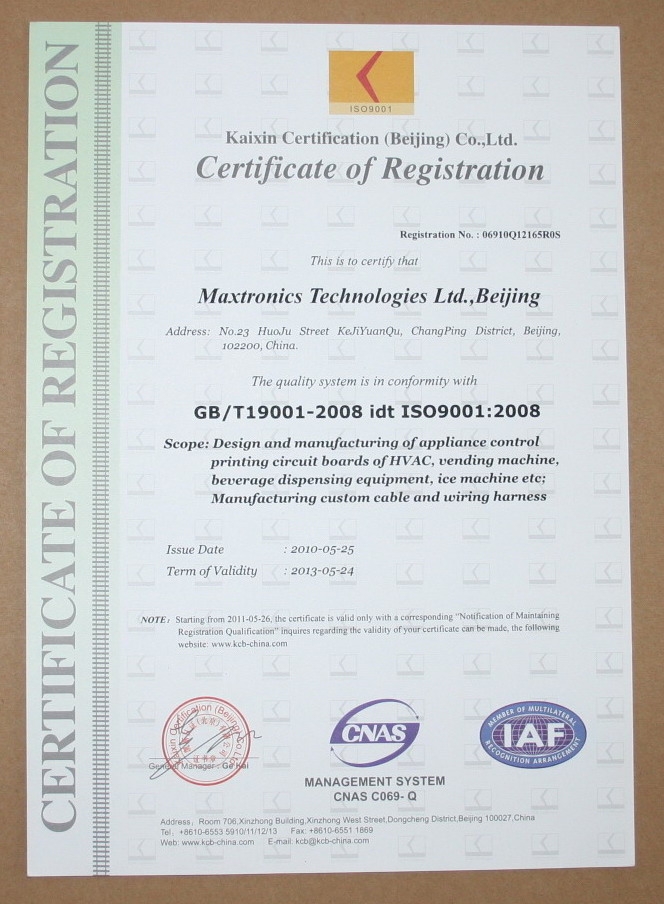 CERTIFICATE OF REGISTRATION
ISO9001
Kaixin Certification (Beijing) Co.,Ltd.
Certificate of Registration
Registration No. : 06910Q12165R0S
This is to certify that
Maxtronics Technologies Ltd.,Beijing
Address: No.23 HuoJu Street KeJiYuanQu, ChangPing District, Beijing,
102200, China.
The quality system is in conformity with
GB/T19001-2008 idt ISO9001:2008
Scope: Design and manufacturing of appliance control
printing circuit boards of HVAC, vending machine,
beverage dispensing equipment, ice machine etc;
Manufacturing custom cable and wiring harness
Issue Date : 2010-05-25
Term of Validity : 2013-05-24
NOTE: Starting from 2011-05-26, the certificate is valid only with a corresponding "Notification of Maintaining
Registration Qualification" inquires regarding the validity of your certificate can be made, the following
website: www.kcb-china.com
Kaixin Certification (Beijing) Co.,Ltd.
General Manager : Ge Kai
CNAS
MANAGEMENT SYSTEM
CNAS C069- Q
MEMBER OF MULTILATERAL
IAF
RECOGNITION ARRANGEMENT
Address, Room 706,Xinzhong Building,Xinzhong West Street,Dongcheng District,Beijing 100027,China
Tel, +8610-6553 5910/11/12/13 Fax: +8610-6551 1869
Web: www.kcb-china.com E-mail: kcb@kcb-china.com